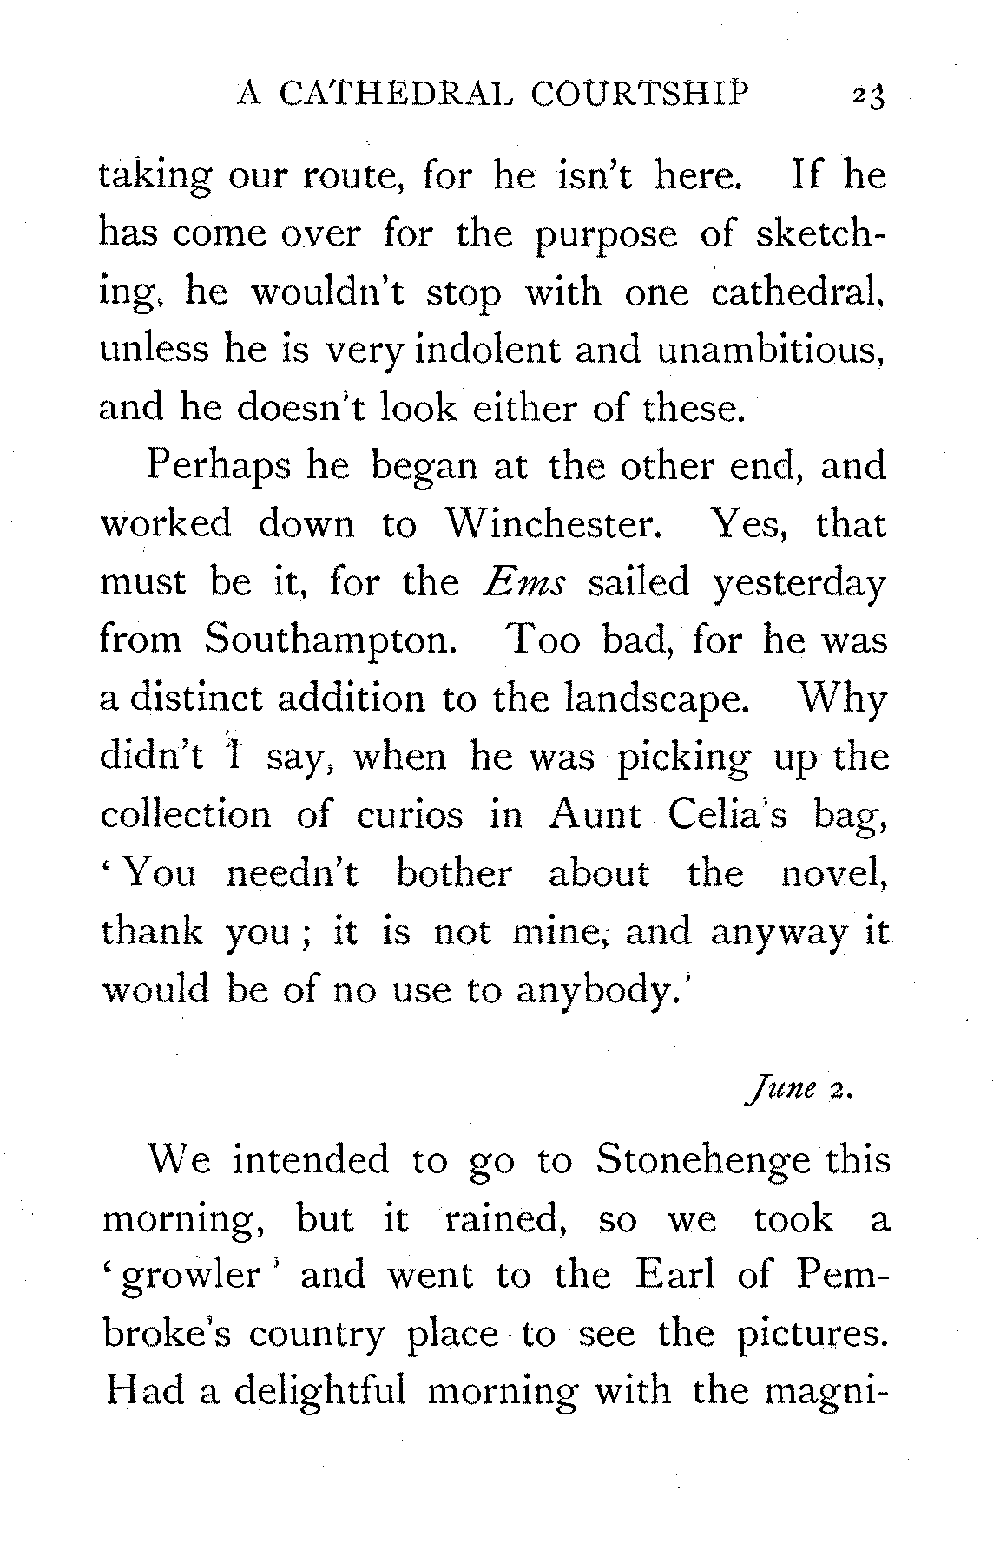 A CATHEDRAL COURTSHIP 23
taking our route, for he isn't here. If he
has come over for the purpose of sketch-
ing, he wouldn't stop with one cathedral,
unless he is very indolent and unambitious,
and he doesn't look either of these.
Perhaps he began at the other end, and
worked down to Winchester. Yes, that
must be it, for the Ems sailed yesterday
from Southampton. Too bad, for he was
a distinct addition to the landscape. Why
didn't I say, when he was picking up the
collection of curios in Aunt Celia's bag,
‘You needn't bother about the novel,
thank you ; it is not mine, and anyway it
would be of no use to anybody.’
June 2.
We intended to go to Stonehenge this
morning, but it rained, so we took a
‘growler’ and went to the Earl of Pem-
broke's country place to see the pictures.
Had a delightful morning with the magni-